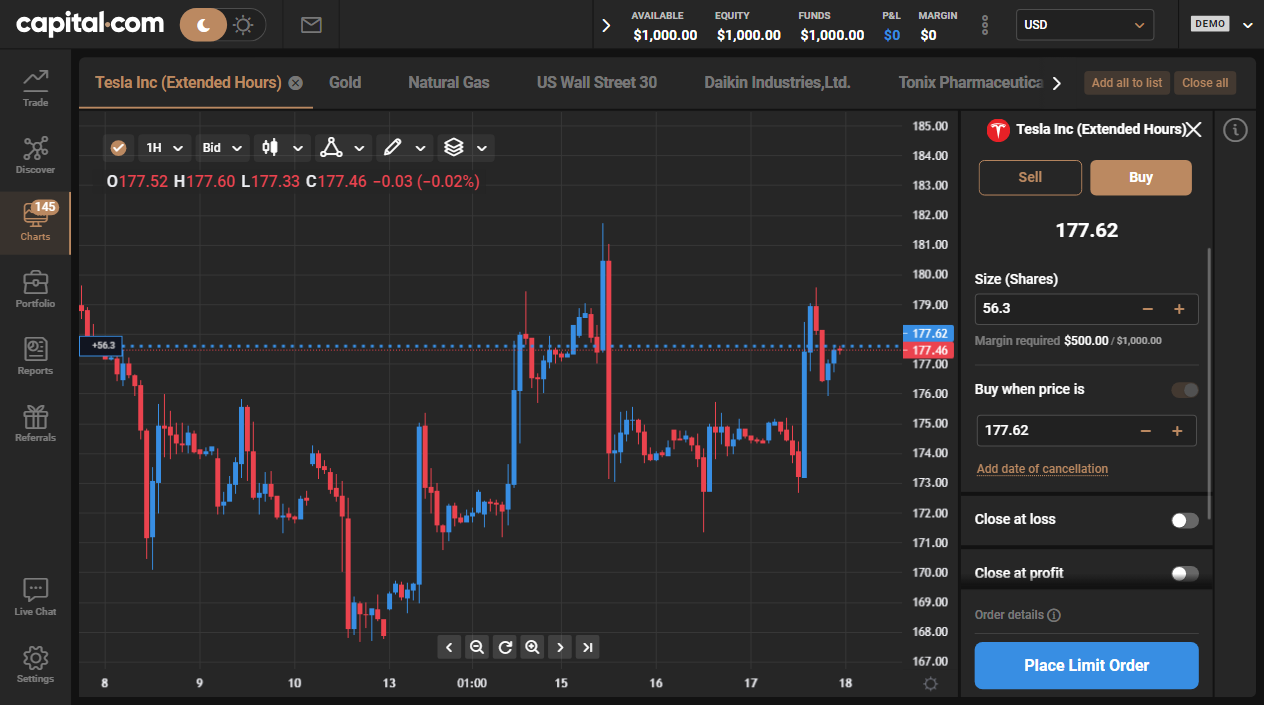 capital.com
AVAILABLE EQUITY FUNDS P&L MARGIN
$1,000.00 $1,000.00 $1,000.00 $0 $0
USD
DEMO
Trade
Discover
145
Charts
Portfolio
Reports
Referrals
Live Chat
Settings
Tesla Inc (Extended Hours) Gold Natural Gas US Wall Street 30 Daikin Industries,Ltd. Tonix Pharmaceutica
Add all to list Close all
1H Bid
O177.52 H177.60 L177.33 C177.46 −0.03 (−0.02%)
+56.3
185.00
184.00
183.00
182.00
181.00
180.00
179.00
177.62
177.46
177.00
176.00
175.00
174.00
173.00
172.00
171.00
170.00
169.00
168.00
167.00
8 9 10 13 01:00 15 16 17 18
Tesla Inc (Extended Hours)
Sell Buy
177.62
Size (Shares)
56.3 − +
Margin required $500.00 / $1,000.00
Buy when price is
177.62 − +
Add date of cancellation
Close at loss
Close at profit
Order details
Place Limit Order